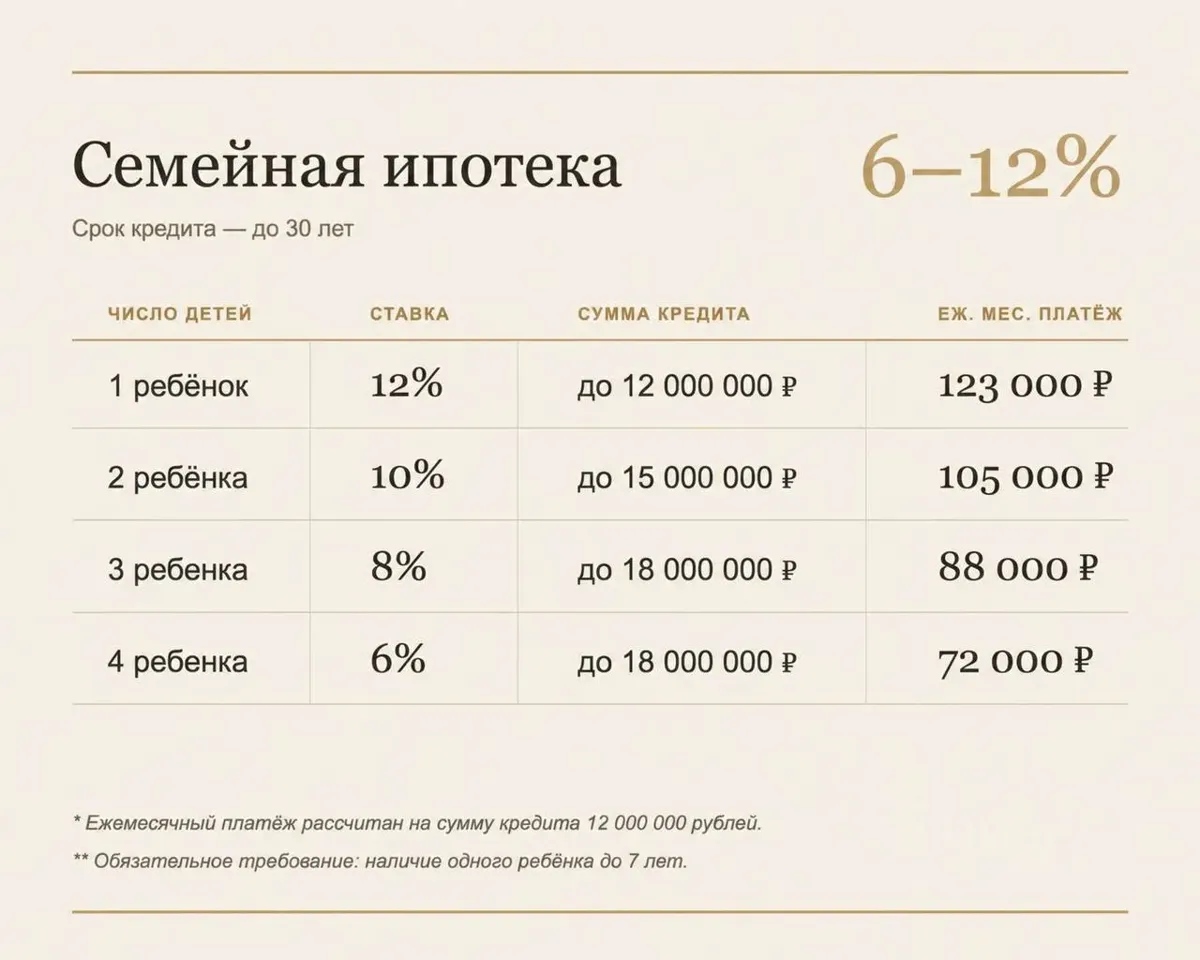 Семейная ипотека
6–12%
Срок кредита — до 30 лет
ЧИСЛО ДЕТЕЙ СТАВКА СУММА КРЕДИТА ЕЖ. МЕС. ПЛАТЁЖ
1 ребёнок 12% до 12 000 000 ₽ 123 000 ₽
2 ребёнка 10% до 15 000 000 ₽ 105 000 ₽
3 ребенка 8% до 18 000 000 ₽ 88 000 ₽
4 ребенка 6% до 18 000 000 ₽ 72 000 ₽
* Ежемесячный платёж рассчитан на сумму кредита 12 000 000 рублей.
** Обязательное требование: наличие одного ребёнка до 7 лет.